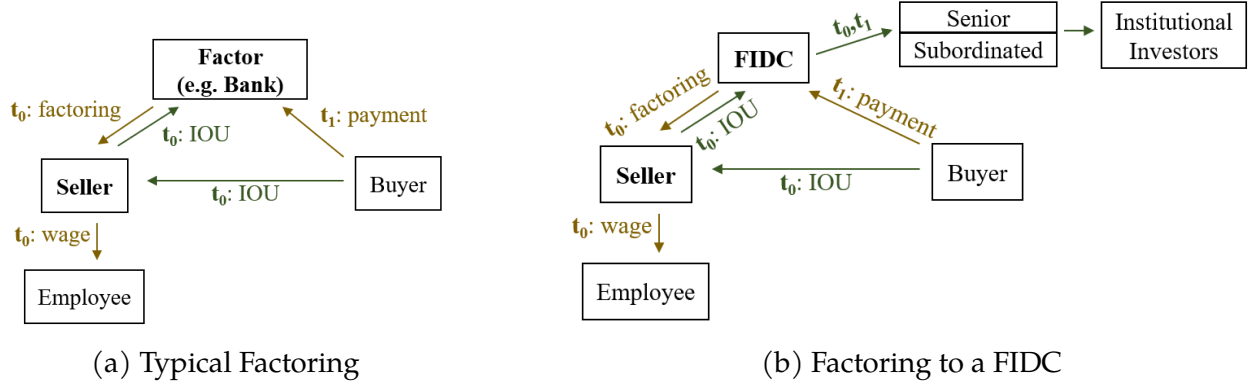 Factor
(e.g. Bank)
t₀: factoring
t₀: IOU
t₁: payment
Seller
t₀: IOU
Buyer
t₀: wage
Employee
(a) Typical Factoring
FIDC
t₀,t₁
Senior
Subordinated
Institutional
Investors
t₀: factoring
t₀: IOU
t₁: payment
Seller
t₀: IOU
Buyer
t₀: wage
Employee
(b) Factoring to a FIDC